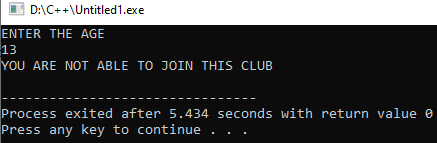 D:\C++\Untitled1.exe
ENTER THE AGE
13
YOU ARE NOT ABLE TO JOIN THIS CLUB
--------------------------------
Process exited after 5.434 seconds with return value 0
Press any key to continue . . .